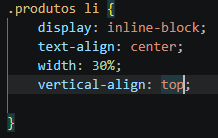 .produtos li {
display: inline-block;
text-align: center;
width: 30%;
vertical-align: top;
}